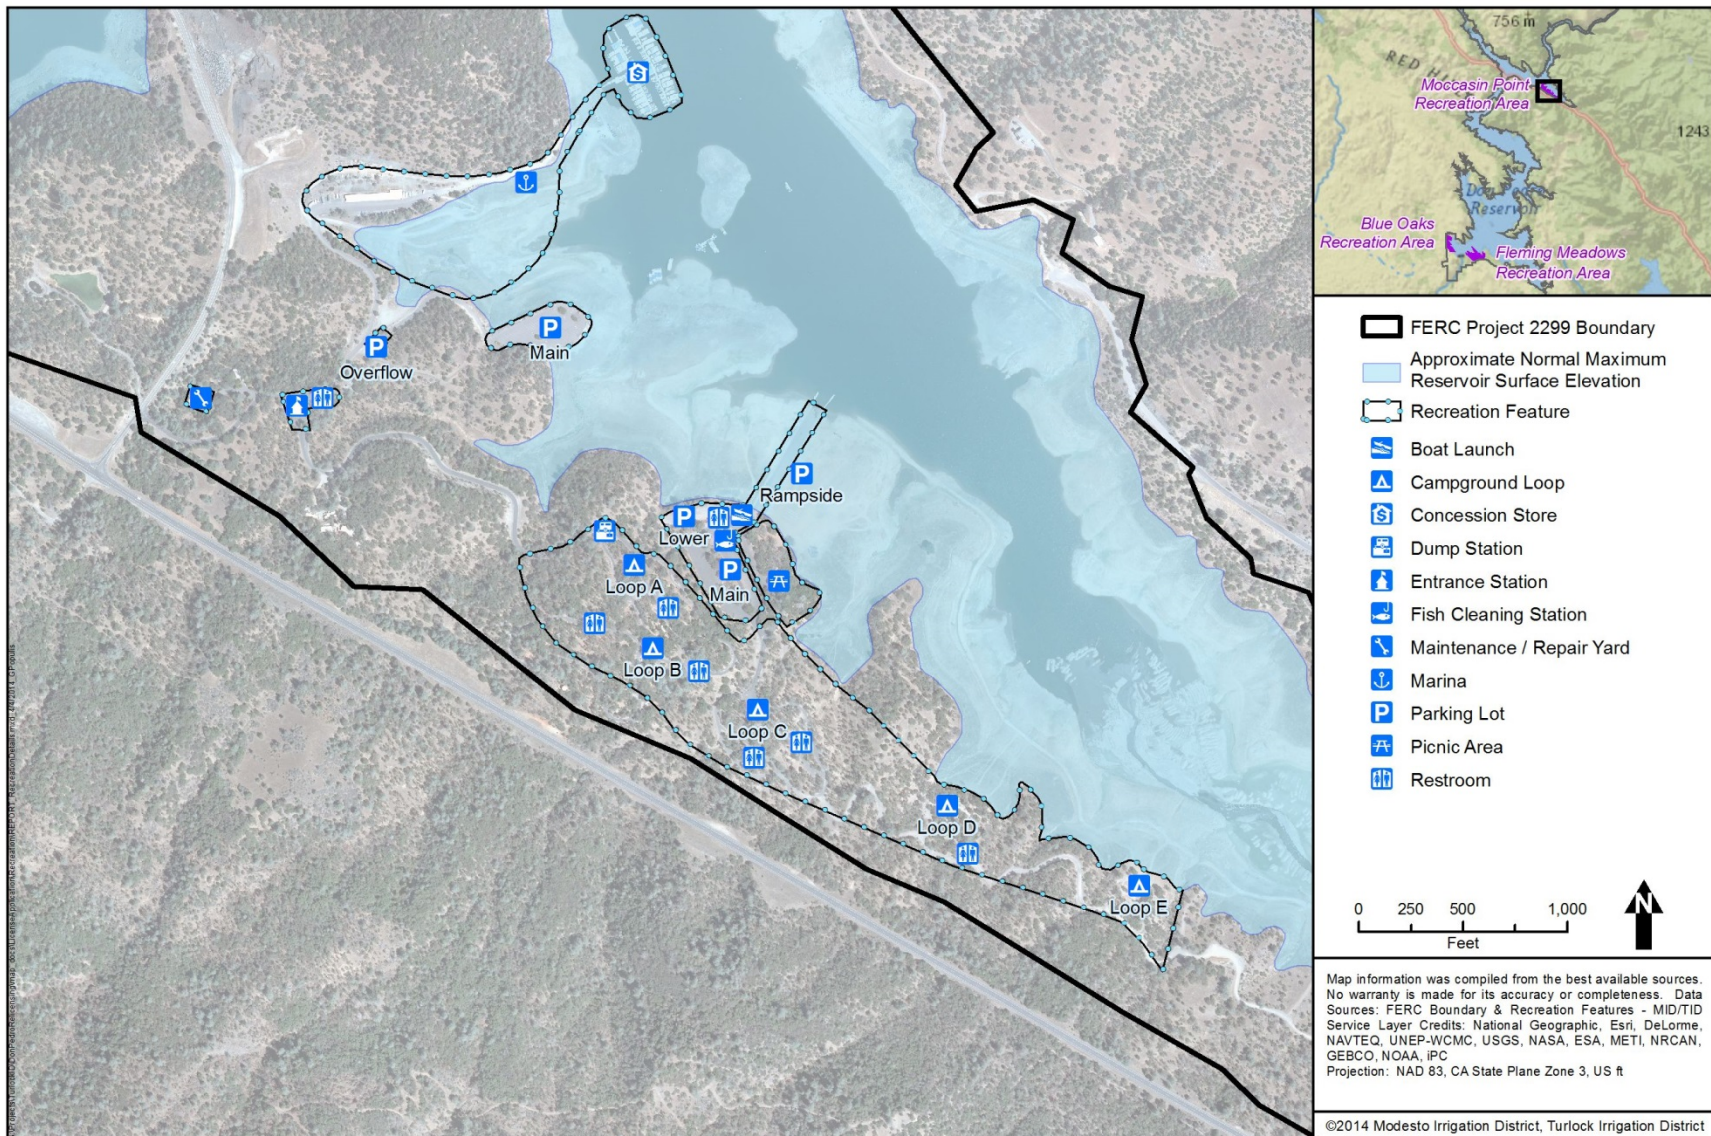 Main
Overflow
Rampside
Lower
Loop A
Main
Loop B
Loop C
Loop D
Loop E
756 m
RED H
Moccasin Point
Recreation Area
1243
Reservoir
Blue Oaks
Recreation Area
Fleming Meadows
Recreation Area
FERC Project 2299 Boundary
Approximate Normal Maximum
Reservoir Surface Elevation
Recreation Feature
Boat Launch
Campground Loop
Concession Store
Dump Station
Entrance Station
Fish Cleaning Station
Maintenance / Repair Yard
Marina
Parking Lot
Picnic Area
Restroom
0 250 500 1,000
Feet
N
Map information was compiled from the best available sources.
No warranty is made for its accuracy or completeness. Data
Sources: FERC Boundary & Recreation Features - MID/TID
Service Layer Credits: National Geographic, Esri, DeLorme,
NAVTEQ, UNEP-WCMC, USGS, NASA, ESA, METI, NRCAN,
GEBCO, NOAA, iPC
Projection: NAD 83, CA State Plane Zone 3, US ft
©2014 Modesto Irrigation District, Turlock Irrigation District